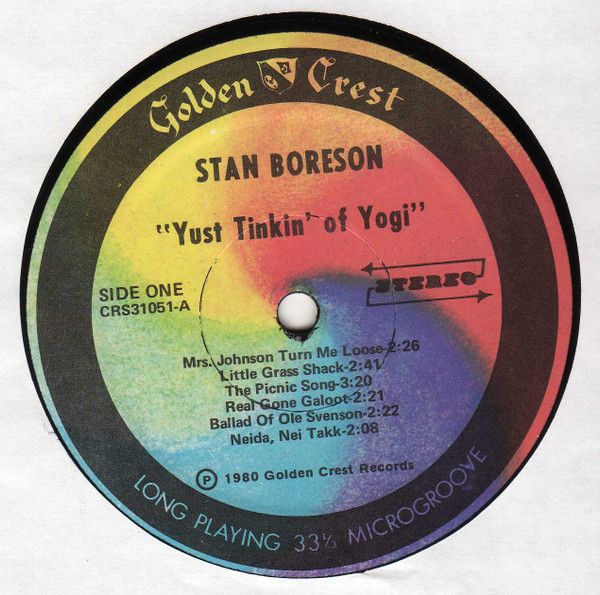 Golden Crest
STAN BORESON
"Yust Tinkin' of Yogi"
SIDE ONE
CRS31051-A
STEREO
Mrs. Johnson Turn Me Loose-2:26
Little Grass Shack-2:41
The Picnic Song-3:20
Real Gone Galoot-2:21
Ballad Of Ole Svenson-2:22
Neida, Nei Takk-2:08
℗ 1980 Golden Crest Records
LONG PLAYING 33⅓ MICROGROOVE